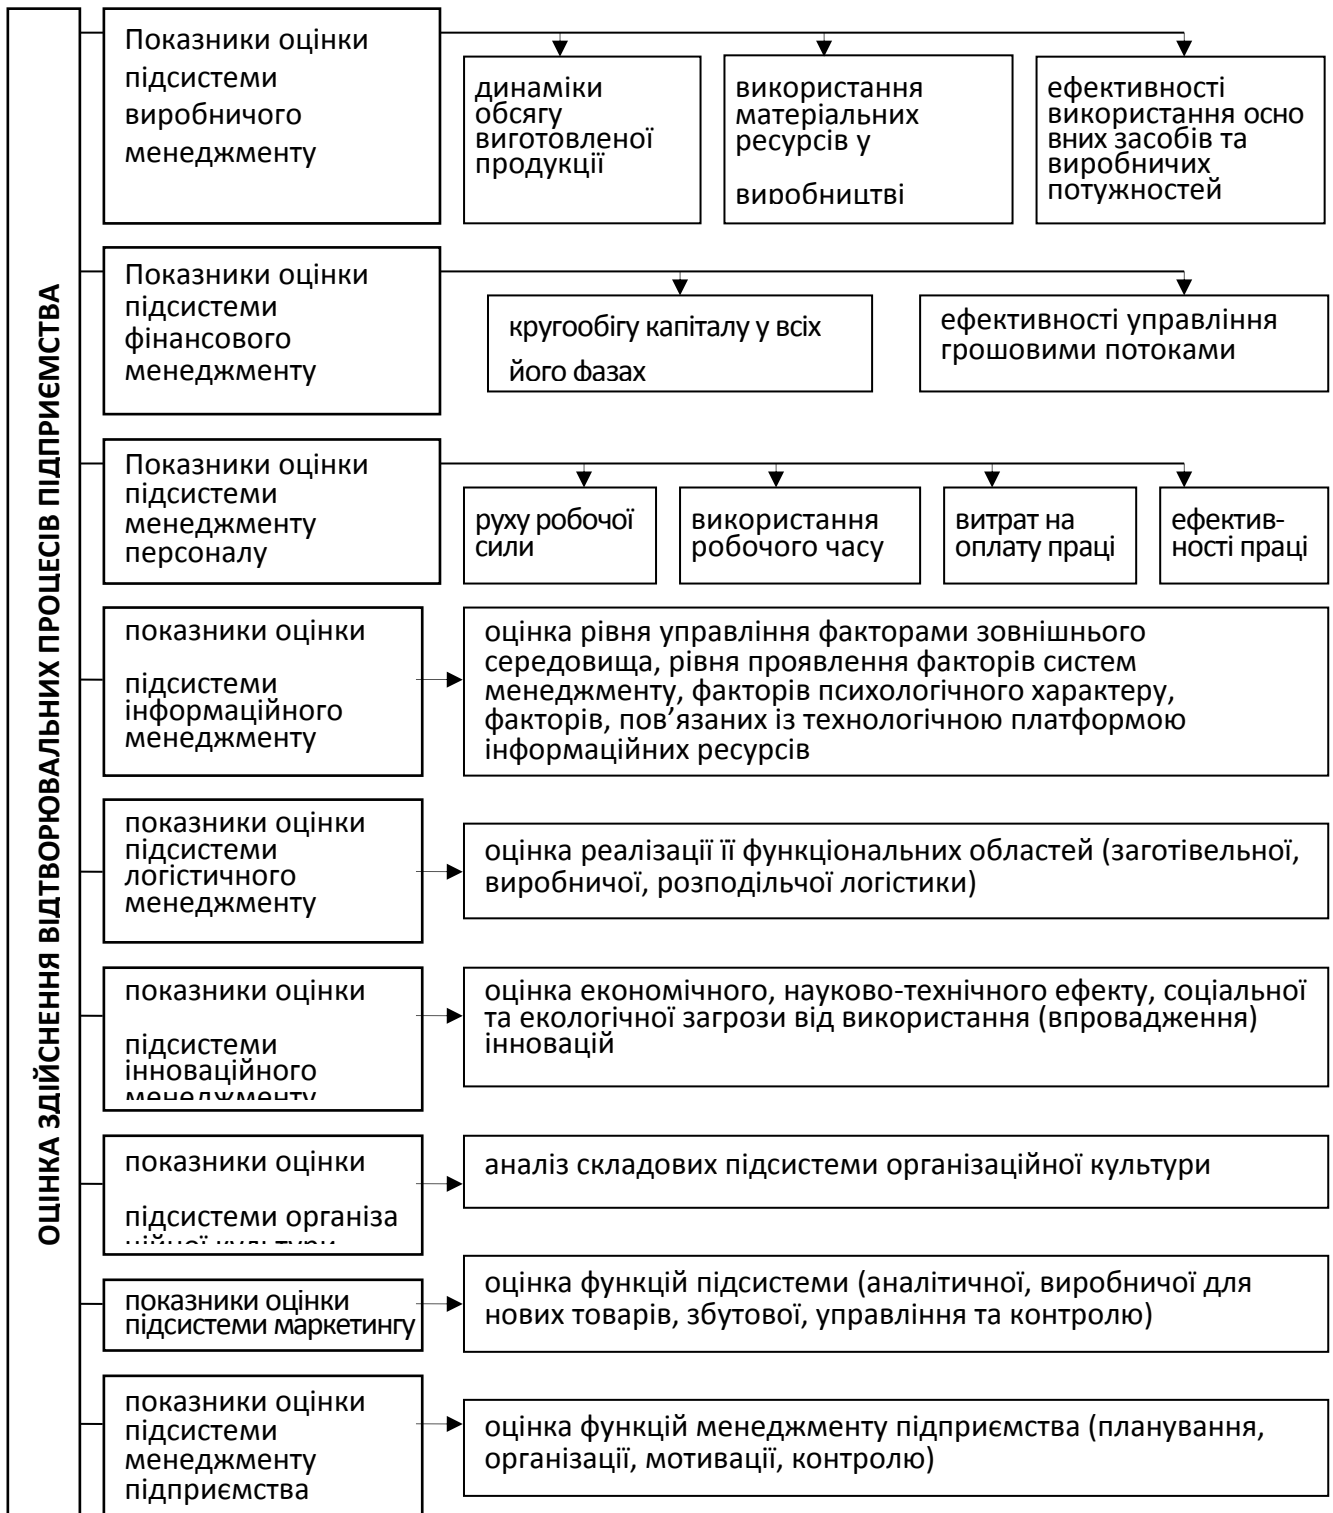 ОЦІНКА ЗДІЙСНЕННЯ ВІДТВОРЮВАЛЬНИХ ПРОЦЕСІВ ПІДПРИЄМСТВА
Показники оцінки
підсистеми
виробничого
менеджменту
динаміки
обсягу
виготовленої
продукції
використання
матеріальних
ресурсів у
виробництві
ефективності
використання осно
вних засобів та
виробничих
потужностей
Показники оцінки
підсистеми
фінансового
менеджменту
кругообігу капіталу у всіх
його фазах
ефективності управління
грошовими потоками
Показники оцінки
підсистеми
менеджменту
персоналу
руху робочої
сили
використання
робочого часу
витрат на
оплату праці
ефектив-
ності праці
показники оцінки
підсистеми
інформаційного
менеджменту
оцінка рівня управління факторами зовнішнього
середовища, рівня проявлення факторів систем
менеджменту, факторів психологічного характеру,
факторів, пов’язаних із технологічною платформою
інформаційних ресурсів
показники оцінки
підсистеми
логістичного
менеджменту
оцінка реалізації її функціональних областей (заготівельної,
виробничої, розподільчої логістики)
показники оцінки
підсистеми
інноваційного
менеджменту
оцінка економічного, науково-технічного ефекту, соціальної
та екологічної загрози від використання (впровадження)
інновацій
показники оцінки
підсистеми організа
ційної культури
аналіз складових підсистеми організаційної культури
показники оцінки
підсистеми маркетингу
оцінка функцій підсистеми (аналітичної, виробничої для
нових товарів, збутової, управління та контролю)
показники оцінки
підсистеми
менеджменту
підприємства
оцінка функцій менеджменту підприємства (планування,
організації, мотивації, контролю)